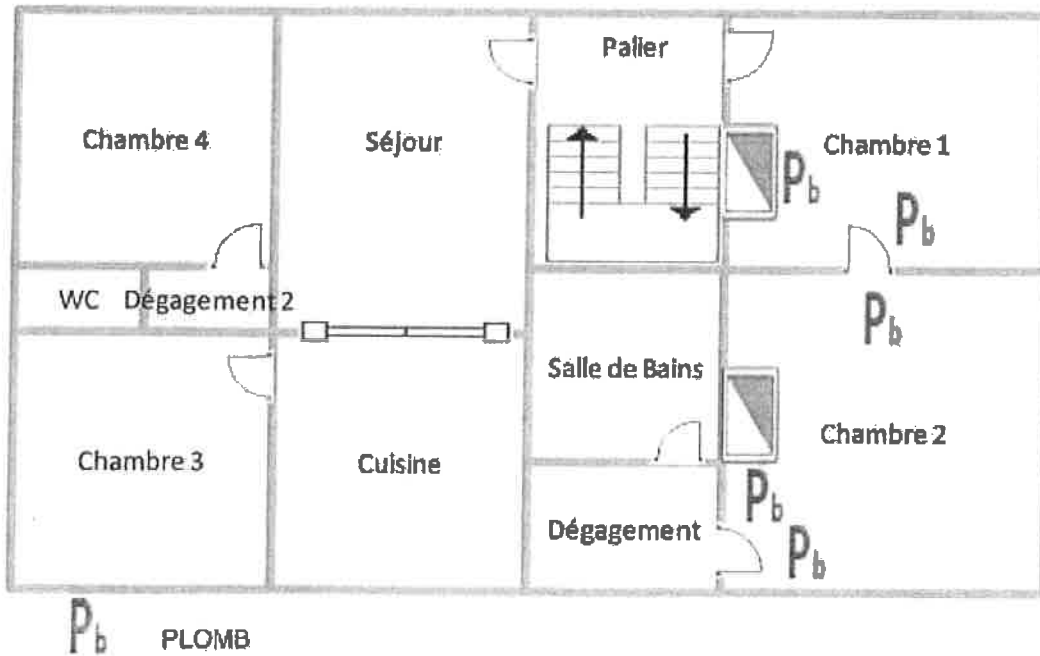 Palier
Chambre 4
Séjour
Chambre 1
Pb
Pb
WC
Dégagement 2
Pb
Salle de Bains
Chambre 2
Chambre 3
Cuisine
Pb
Dégagement
Pb
Pb PLOMB